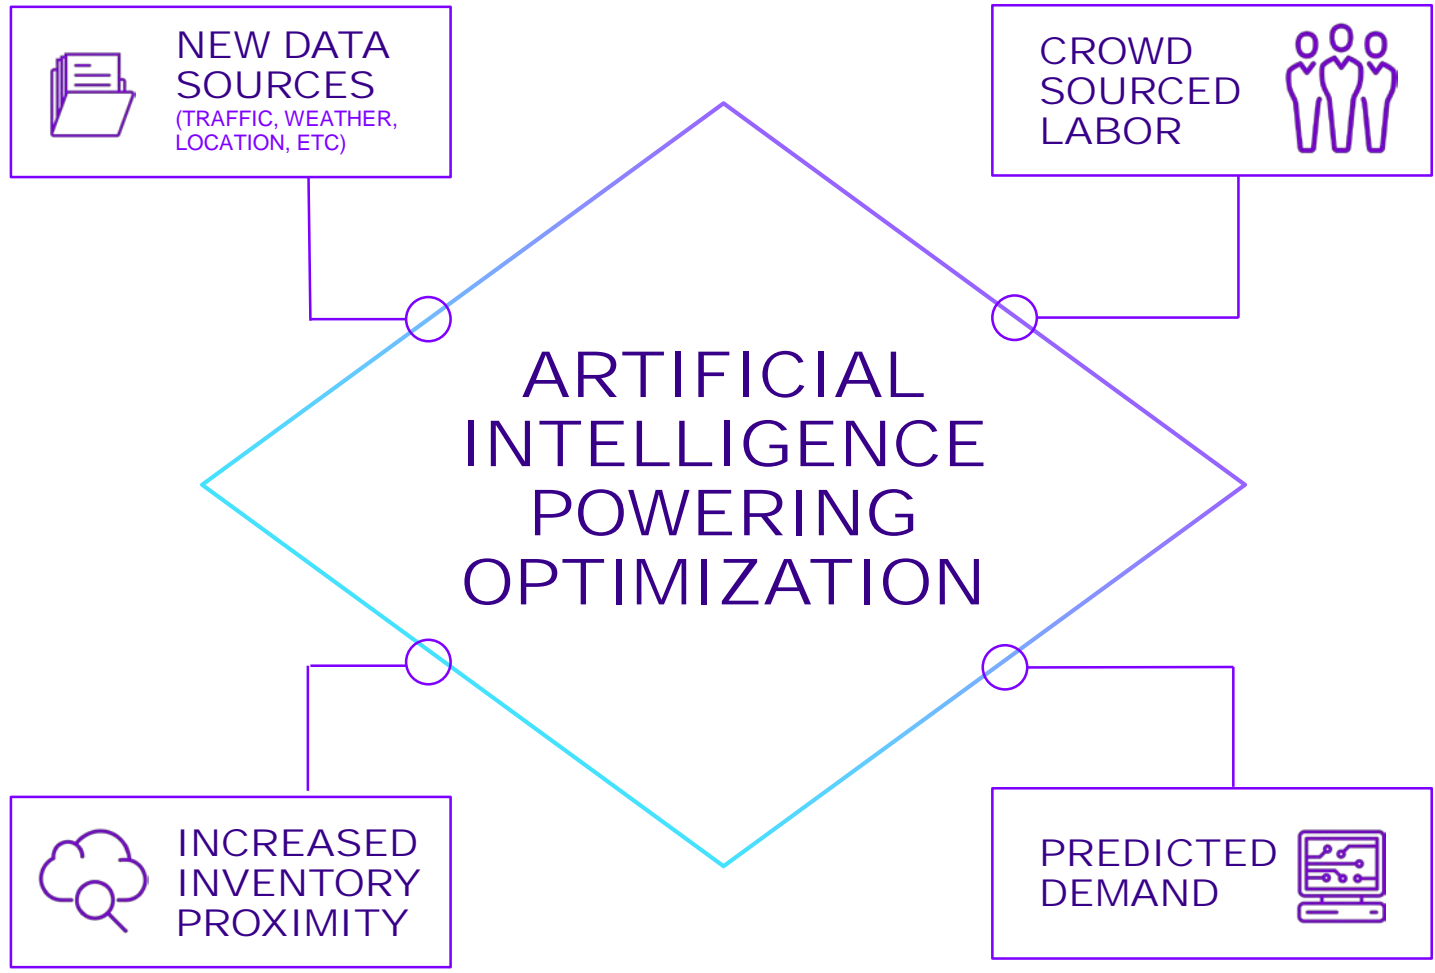 NEW DATA
SOURCES
(TRAFFIC, WEATHER,
LOCATION, ETC)
CROWD
SOURCED
LABOR
ARTIFICIAL
INTELLIGENCE
POWERING
OPTIMIZATION
INCREASED
INVENTORY
PROXIMITY
PREDICTED
DEMAND